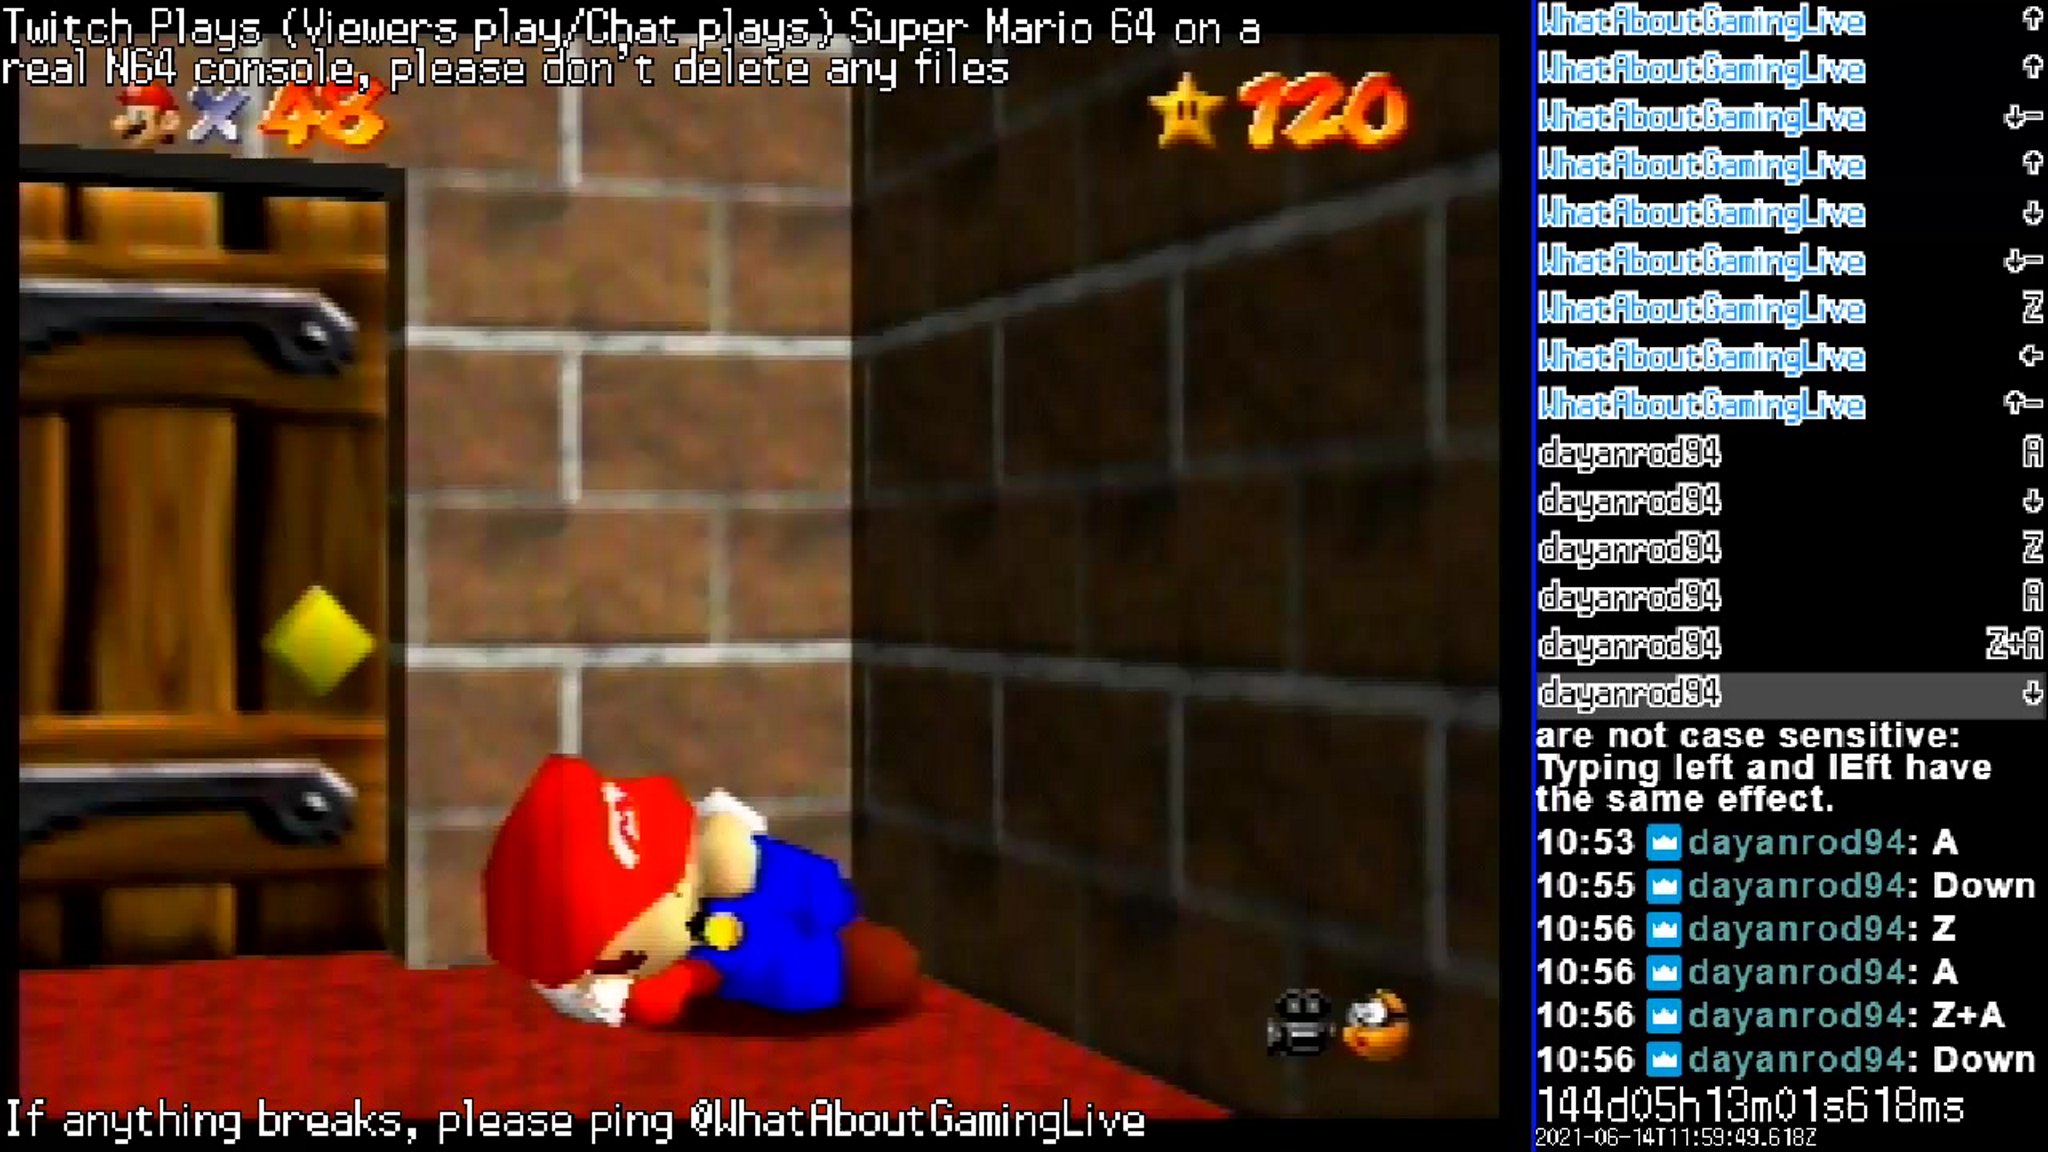 Twitch Plays (Viewers play/Chat plays) Super Mario 64 on a
real N64 console, please don't delete any files
× 48
120
If anything breaks, please ping @WhatAboutGamingLive
WhatAboutGamingLive ↑
WhatAboutGamingLive ↑
WhatAboutGamingLive ↓-
WhatAboutGamingLive ↑
WhatAboutGamingLive ↓
WhatAboutGamingLive ↓-
WhatAboutGamingLive Z
WhatAboutGamingLive ←
WhatAboutGamingLive ↑-
dayanrod94 A
dayanrod94 ↓
dayanrod94 Z
dayanrod94 A
dayanrod94 Z+A
dayanrod94 ↓
are not case sensitive:
Typing left and lEft have
the same effect.
10:53 dayanrod94: A
10:55 dayanrod94: Down
10:56 dayanrod94: Z
10:56 dayanrod94: A
10:56 dayanrod94: Z+A
10:56 dayanrod94: Down
144d05h13m01s618ms
2021-06-14T11:59:49.618Z